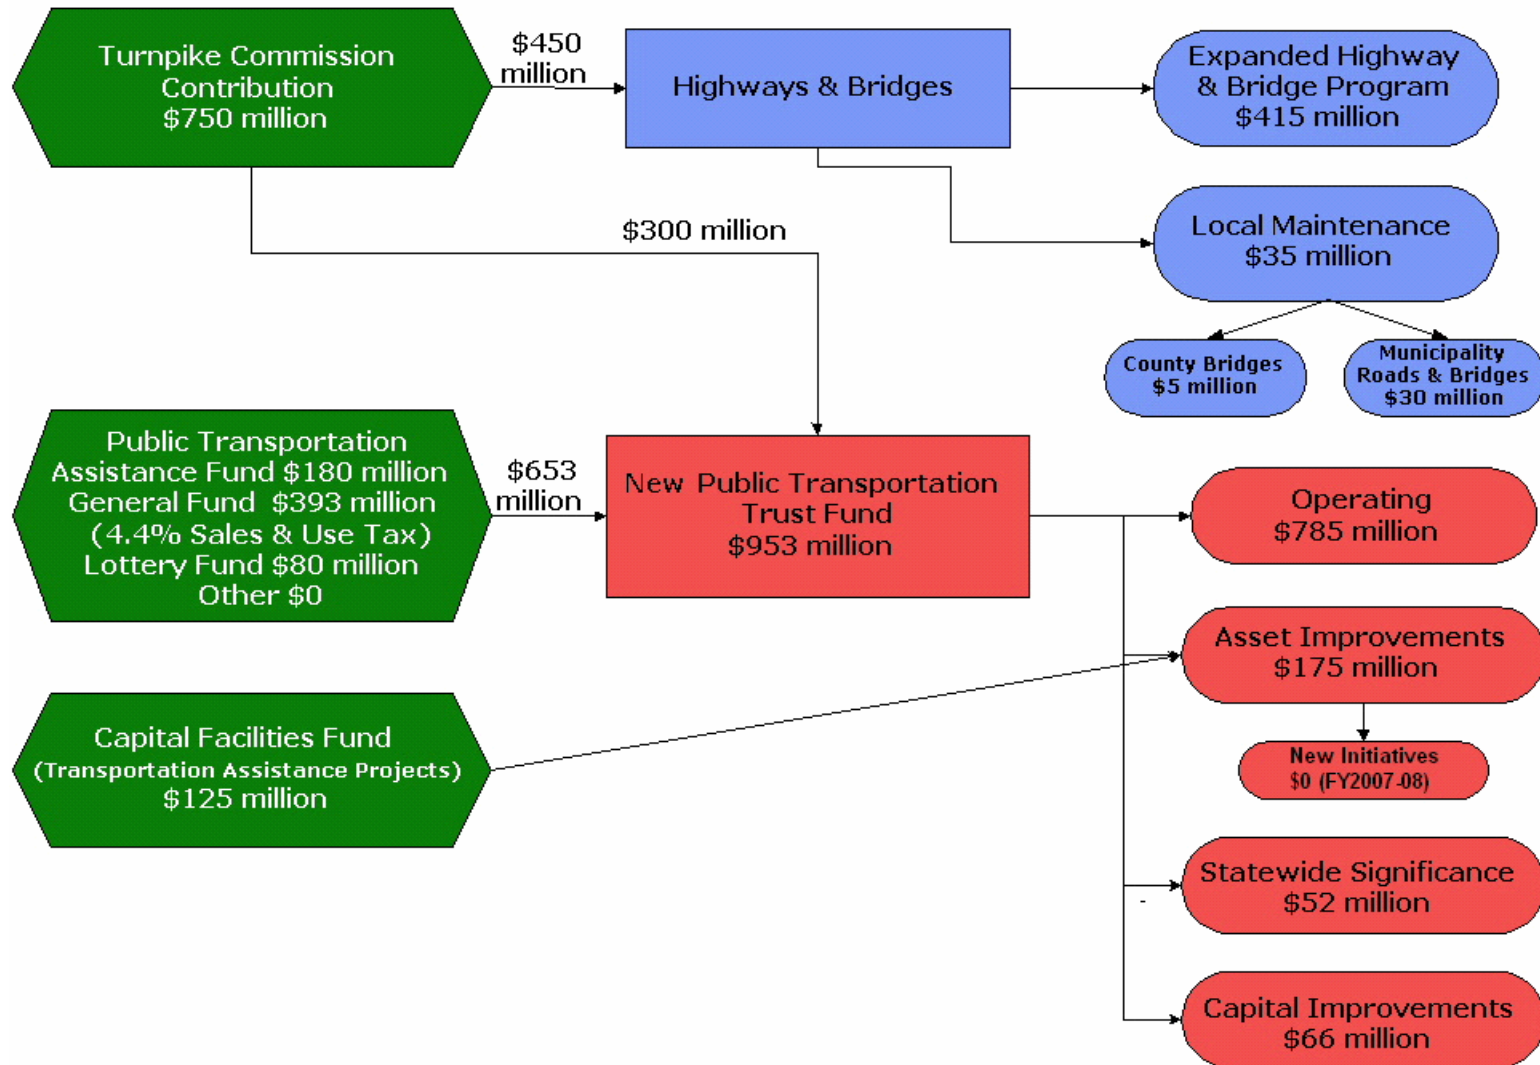 Turnpike Commission
Contribution
$750 million
$450
million
Highways & Bridges
Expanded Highway
& Bridge Program
$415 million
Local Maintenance
$35 million
$300 million
County Bridges
$5 million
Municipality
Roads & Bridges
$30 million
Public Transportation
Assistance Fund $180 million
General Fund $393 million
(4.4% Sales & Use Tax)
Lottery Fund $80 million
Other $0
$653
million
New Public Transportation
Trust Fund
$953 million
Operating
$785 million
Asset Improvements
$175 million
New Initiatives
$0 (FY2007-08)
Capital Facilities Fund
(Transportation Assistance Projects)
$125 million
Statewide Significance
$52 million
Capital Improvements
$66 million